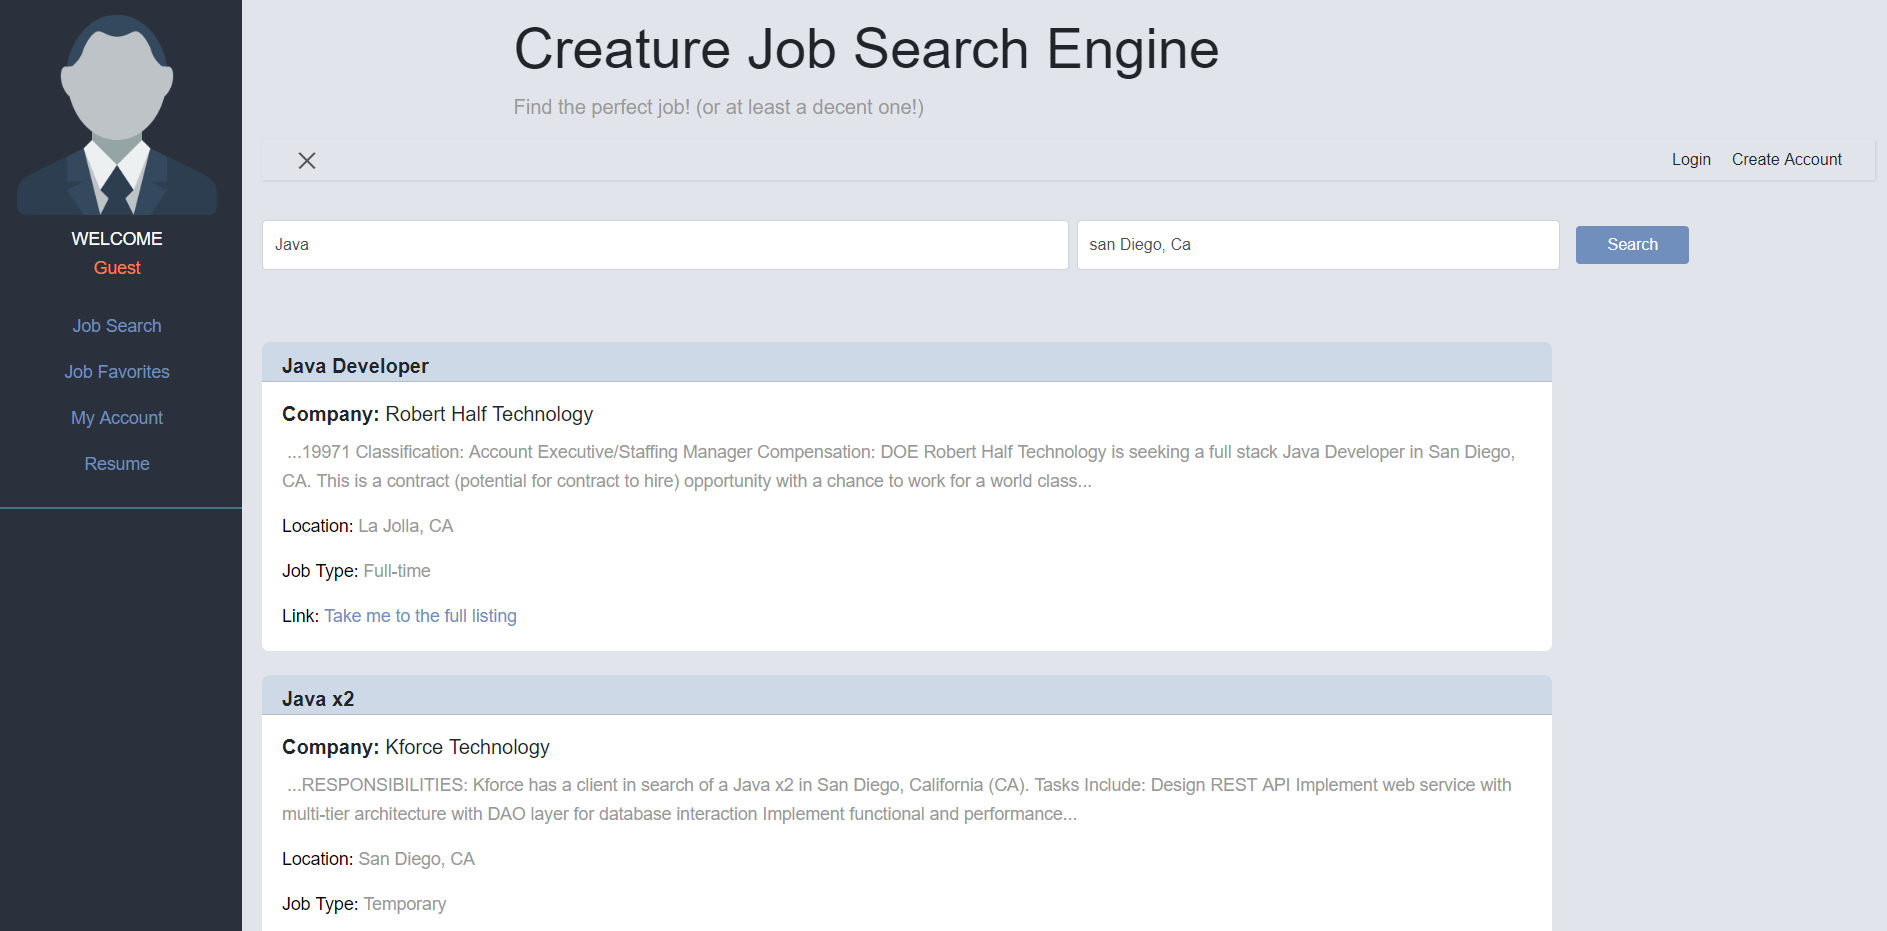 Creature Job Search Engine
Find the perfect job! (or at least a decent one!)
Login Create Account
WELCOME
Guest
Job Search
Job Favorites
My Account
Resume
Java
san Diego, Ca
Search
Java Developer
Company: Robert Half Technology
...19971 Classification: Account Executive/Staffing Manager Compensation: DOE Robert Half Technology is seeking a full stack Java Developer in San Diego,
CA. This is a contract (potential for contract to hire) opportunity with a chance to work for a world class...
Location: La Jolla, CA
Job Type: Full-time
Link: Take me to the full listing
Java x2
Company: Kforce Technology
...RESPONSIBILITIES: Kforce has a client in search of a Java x2 in San Diego, California (CA). Tasks Include: Design REST API Implement web service with
multi-tier architecture with DAO layer for database interaction Implement functional and performance...
Location: San Diego, CA
Job Type: Temporary